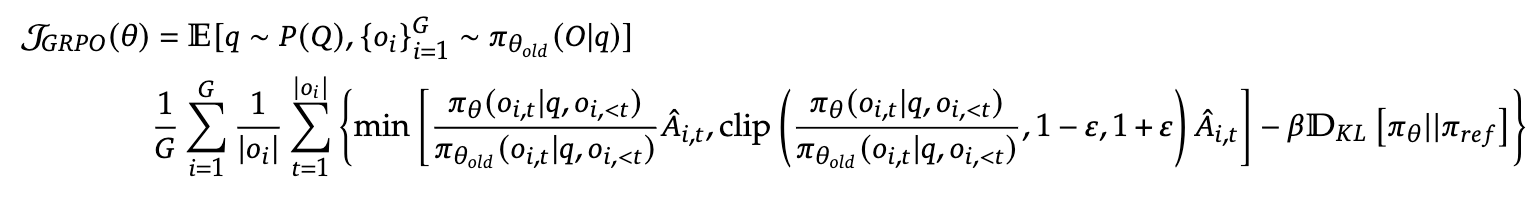 𝒥_{GRPO}(θ) = 𝔼[q ∼ P(Q), {o_i}_{i=1}^{G} ∼ π_{θ_{old}}(O|q)]
\frac{1}{G} \sum_{i=1}^{G} \frac{1}{|o_i|} \sum_{t=1}^{|o_i|} \left\{ \min \left[ \frac{π_θ(o_{i,t}|q, o_{i,<t})}{π_{θ_{old}}(o_{i,t}|q, o_{i,<t})} \hat{A}_{i,t}, \text{clip} \left( \frac{π_θ(o_{i,t}|q, o_{i,<t})}{π_{θ_{old}}(o_{i,t}|q, o_{i,<t})}, 1 − ε, 1 + ε \right) \hat{A}_{i,t} \right] − β𝔻_{KL} \left[ π_θ||π_{ref} \right] \right\}